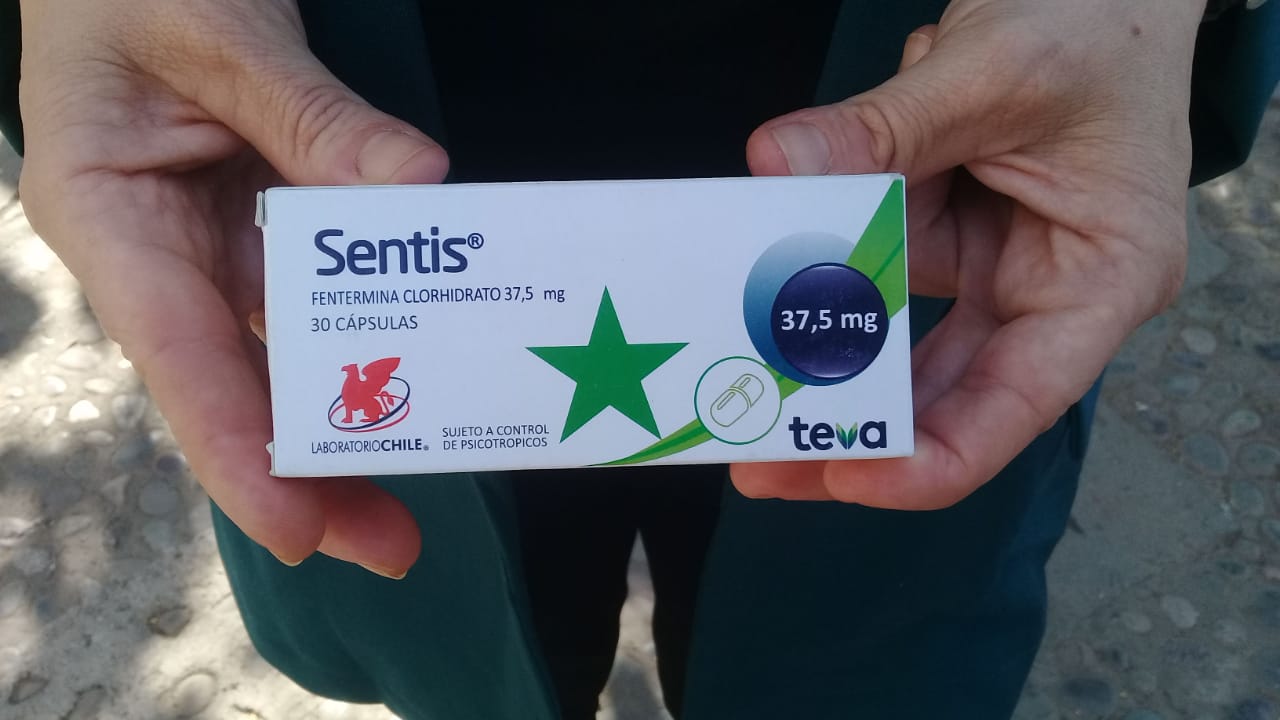 Sentis®
FENTERMINA CLORHIDRATO 37,5 mg
30 CÁPSULAS
37,5 mg
LABORATORIOCHILE®
SUJETO A CONTROL
DE PSICOTROPICOS
teva